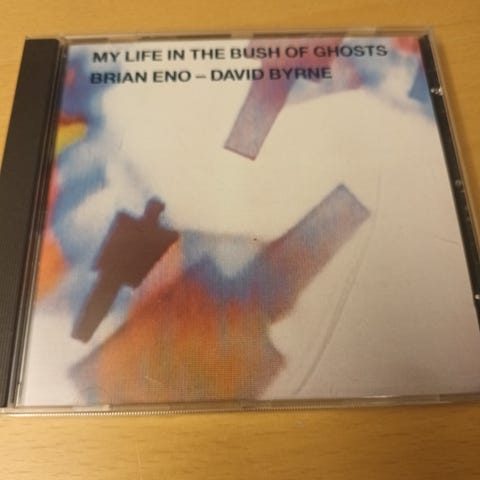 MY LIFE IN THE BUSH OF GHOSTS
BRIAN ENO – DAVID BYRNE